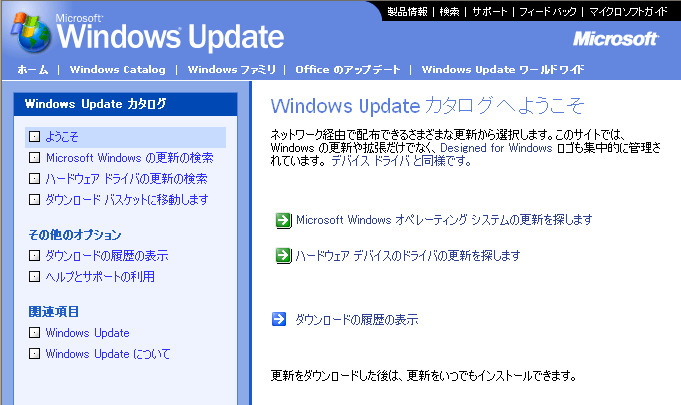 製品情報 | 検索 | サポート | フィードバック | マイクロソフトガイド
Microsoft
Windows Update
Microsoft
ホーム | Windows Catalog | Windows ファミリ | Office のアップデート | Windows Update ワールドワイド
Windows Update カタログ
ようこそ
Microsoft Windows の更新の検索
ハードウェア ドライバの更新の検索
ダウンロード バスケットに移動します
その他のオプション
ダウンロードの履歴の表示
ヘルプとサポートの利用
関連項目
Windows Update
Windows Update について
Windows Update カタログへようこそ
ネットワーク経由で配布できるさまざまな更新から選択します。このサイトでは、
Windows の更新や拡張だけでなく、Designed for Windows ロゴも集中的に管理さ
れています。 デバイス ドライバ と同様です。
Microsoft Windows オペレーティング システムの更新を探します
ハードウェア デバイスのドライバの更新を探します
ダウンロードの履歴の表示
更新をダウンロードした後は、更新をいつでもインストールできます。